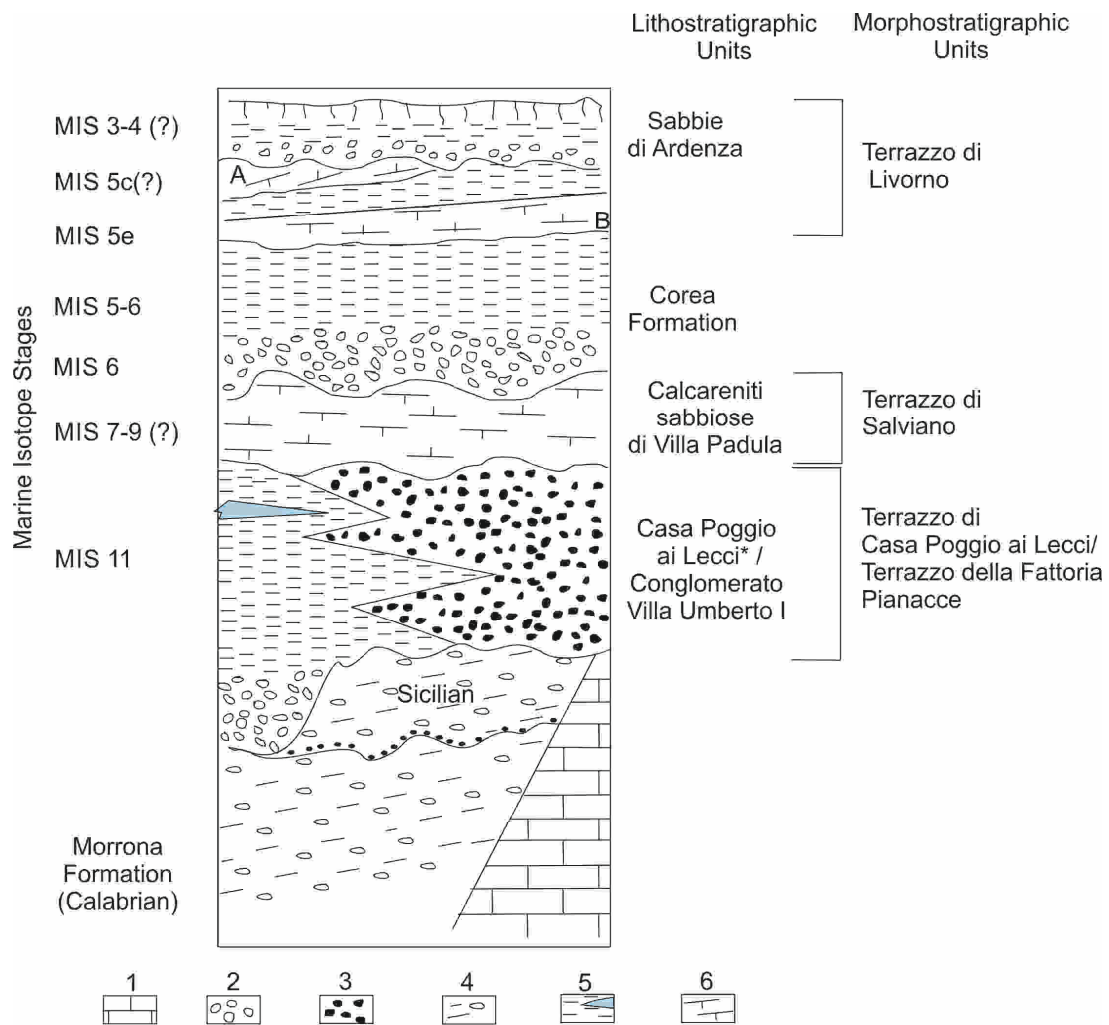 Lithostratigraphic
Units
Morphostratigraphic
Units
Marine Isotope Stages
MIS 3-4 (?)
MIS 5c(?)
MIS 5e
MIS 5-6
MIS 6
MIS 7-9 (?)
MIS 11
Morrona
Formation
(Calabrian)
A
B
Sicilian
Sabbie
di Ardenza
Corea
Formation
Calcareniti
sabbiose
di Villa Padula
Casa Poggio
ai Lecci* /
Conglomerato
Villa Umberto I
Terrazzo di
Livorno
Terrazzo di
Salviano
Terrazzo di
Casa Poggio ai Lecci/
Terrazzo della Fattoria
Pianacce
1 2 3 4 5 6